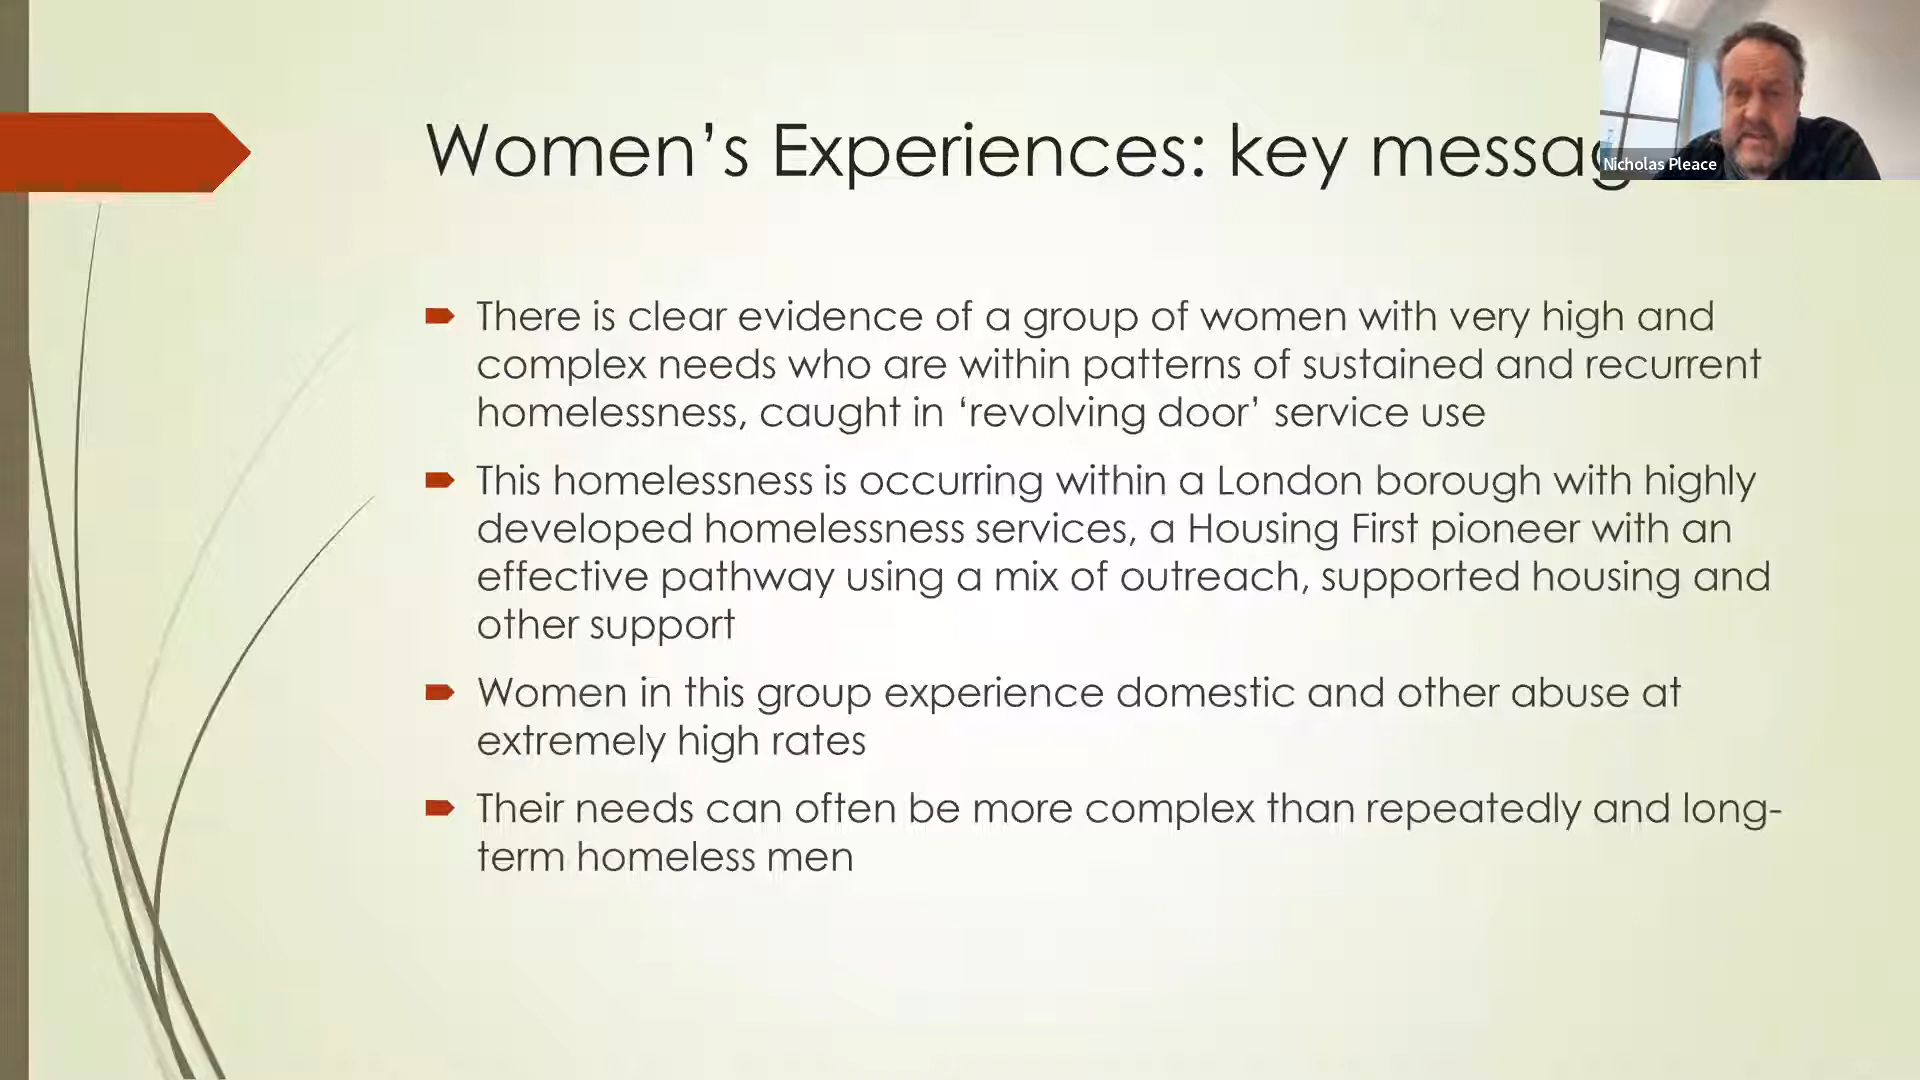 Women’s Experiences: key messag
Nicholas Pleace
There is clear evidence of a group of women with very high and
complex needs who are within patterns of sustained and recurrent
homelessness, caught in ‘revolving door’ service use
This homelessness is occurring within a London borough with highly
developed homelessness services, a Housing First pioneer with an
effective pathway using a mix of outreach, supported housing and
other support
Women in this group experience domestic and other abuse at
extremely high rates
Their needs can often be more complex than repeatedly and long-
term homeless men